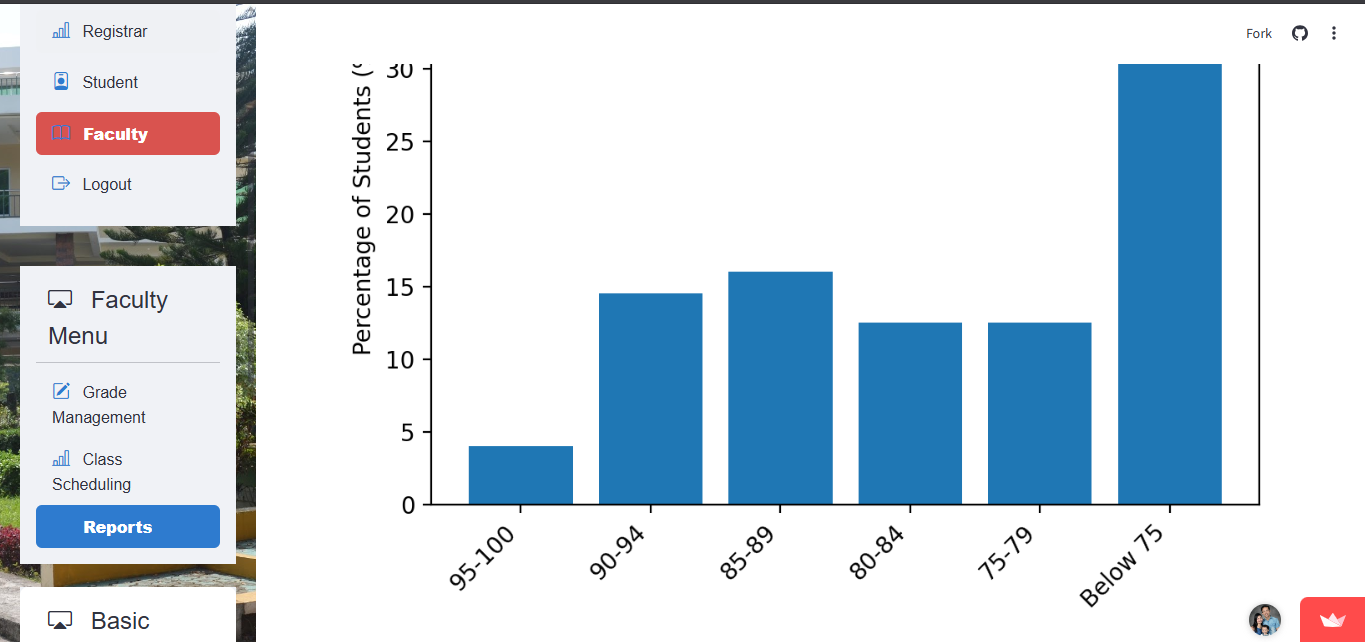 Registrar
Student
Faculty
Logout
Faculty
Menu
Grade
Management
Class
Scheduling
Reports
Basic
Fork
Percentage of Students (
30
25
20
15
10
5
0
95-100
90-94
85-89
80-84
75-79
Below 75